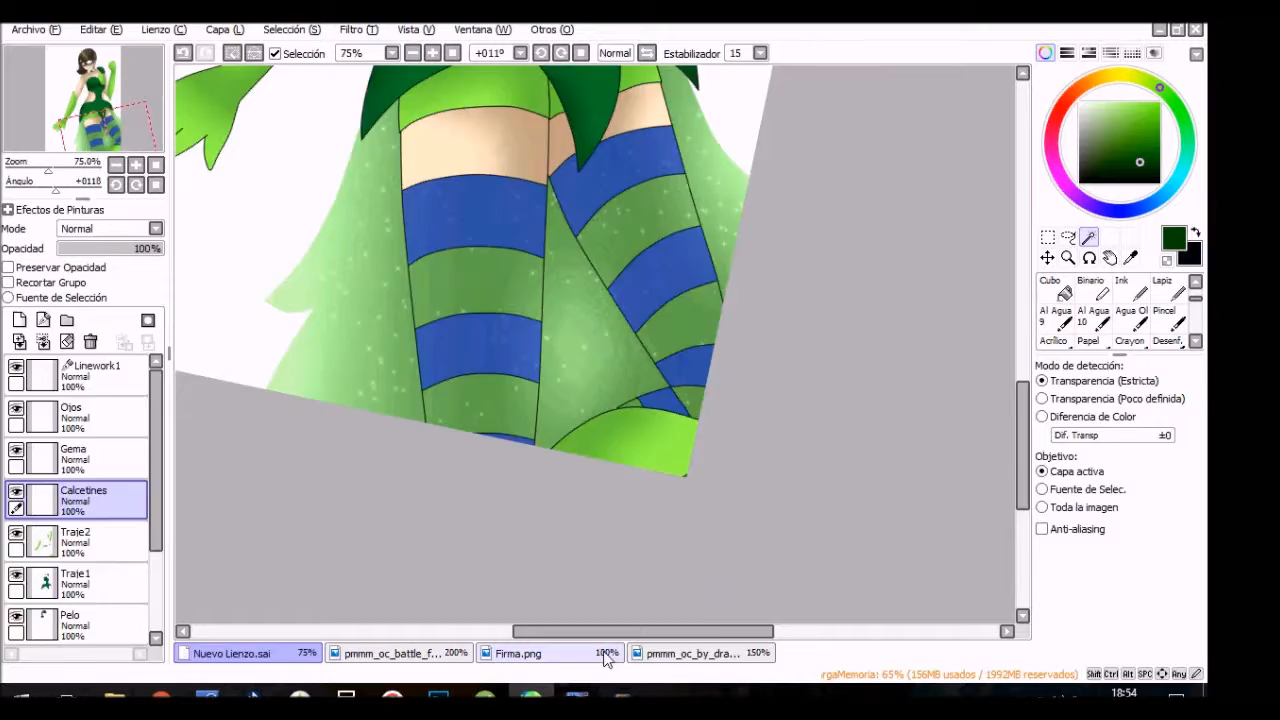 Archivo (F) Editar (E) Lienzo (C) Capa (L) Selección (S) Filtro (T) Vista (V) Ventana (W) Otros (O)
Selección 75% +011º Normal Estabilizador 15
Zoom 75.0%
Ángulo +011º
Efectos de Pinturas
Modo Normal
Opacidad 100%
Preservar Opacidad
Recortar Grupo
Fuente de Selección
Linework1
Normal
100%
Ojos
Normal
100%
Gema
Normal
100%
Calcetines
Normal
100%
Traje2
Normal
100%
Traje1
Normal
100%
Pelo
Normal
100%
Cubo Binario Ink Lapiz
Al Agua 9 Al Agua 10 Agua Ol Pincel
Acrílico Papel Crayon Desenf.
Modo de detección:
Transparencia (Estricta)
Transparencia (Poco definida)
Diferencia de Color
Dif. Transp ±0
Objetivo:
Capa activa
Fuente de Selec.
Toda la imagen
Anti-aliasing
Nuevo Lienzo.sai 75% pmmm_oc_battle_f... 200% Firma.png 100% pmmm_oc_by_dra... 150%
rgaMemoria: 65% (156MB usados / 1992MB reservados) Shift Ctrl Alt SPC Any
18:54